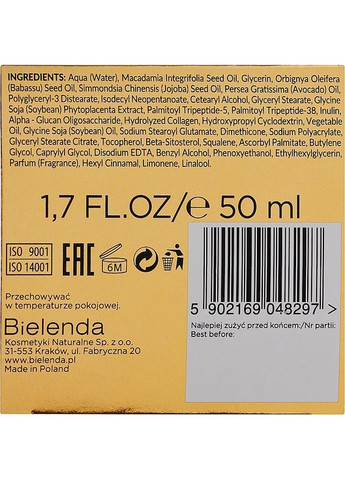 INGREDIENTS: Aqua (Water), Macadamia Integrifolia Seed Oil, Glycerin, Orbignya Oleifera
(Babassu) Seed Oil, Simmondsia Chinensis (Jojoba) Seed Oil, Persea Gratissima (Avocado) Oil,
Polyglyceryl-3 Distearate, Isodecyl Neopentanoate, Cetearyl Alcohol, Glyceryl Stearate, Glycine
Soja (Soybean) Phytoplacenta Extract, Palmitoyl Tripeptide-5, Palmitoyl Tripeptide-38, Inulin,
Alpha - Glucan Oligosaccharide, Hydrolyzed Collagen, Hydroxypropyl Cyclodextrin, Vegetable
Oil, Glycine Soja (Soybean) Oil, Sodium Stearoyl Glutamate, Dimethicone, Sodium Polyacrylate,
Glyceryl Stearate Citrate, Tocopherol, Beta-Sitosterol, Squalene, Ascorbyl Palmitate, Butylene
Glycol, Caprylyl Glycol, Disodium EDTA, Benzyl Alcohol, Phenoxyethanol, Ethylhexylglycerin,
Parfum (Fragrance), Hexyl Cinnamal, Limonene, Linalool.
1,7 FL.OZ/℮ 50 ml
ISO 9001
ISO 14001
EAC
6M
5 902169 048297 >
Przechowywać
w temperaturze pokojowej.
Bielenda
Kosmetyki Naturalne Sp. z o.o.
31-553 Kraków, ul. Fabryczna 20
www.bielenda.pl
Made in Poland
Najlepiej zużyć przed końcem:/Nr partii:
Best before: